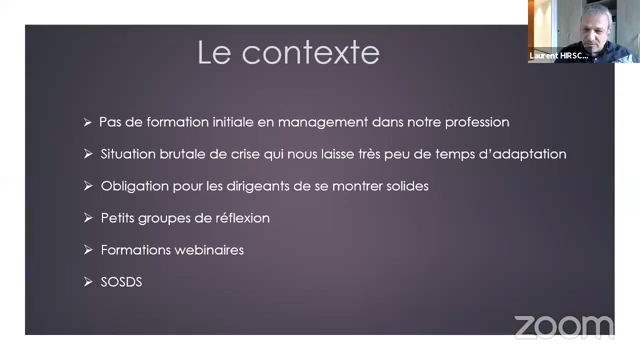 Le contexte
Laurent HIRSC...
Pas de formation initiale en management dans notre profession
Situation brutale de crise qui nous laisse très peu de temps d'adaptation
Obligation pour les dirigeants de se montrer solides
Petits groupes de réflexion
Formations webinaires
SOSDS
zoom